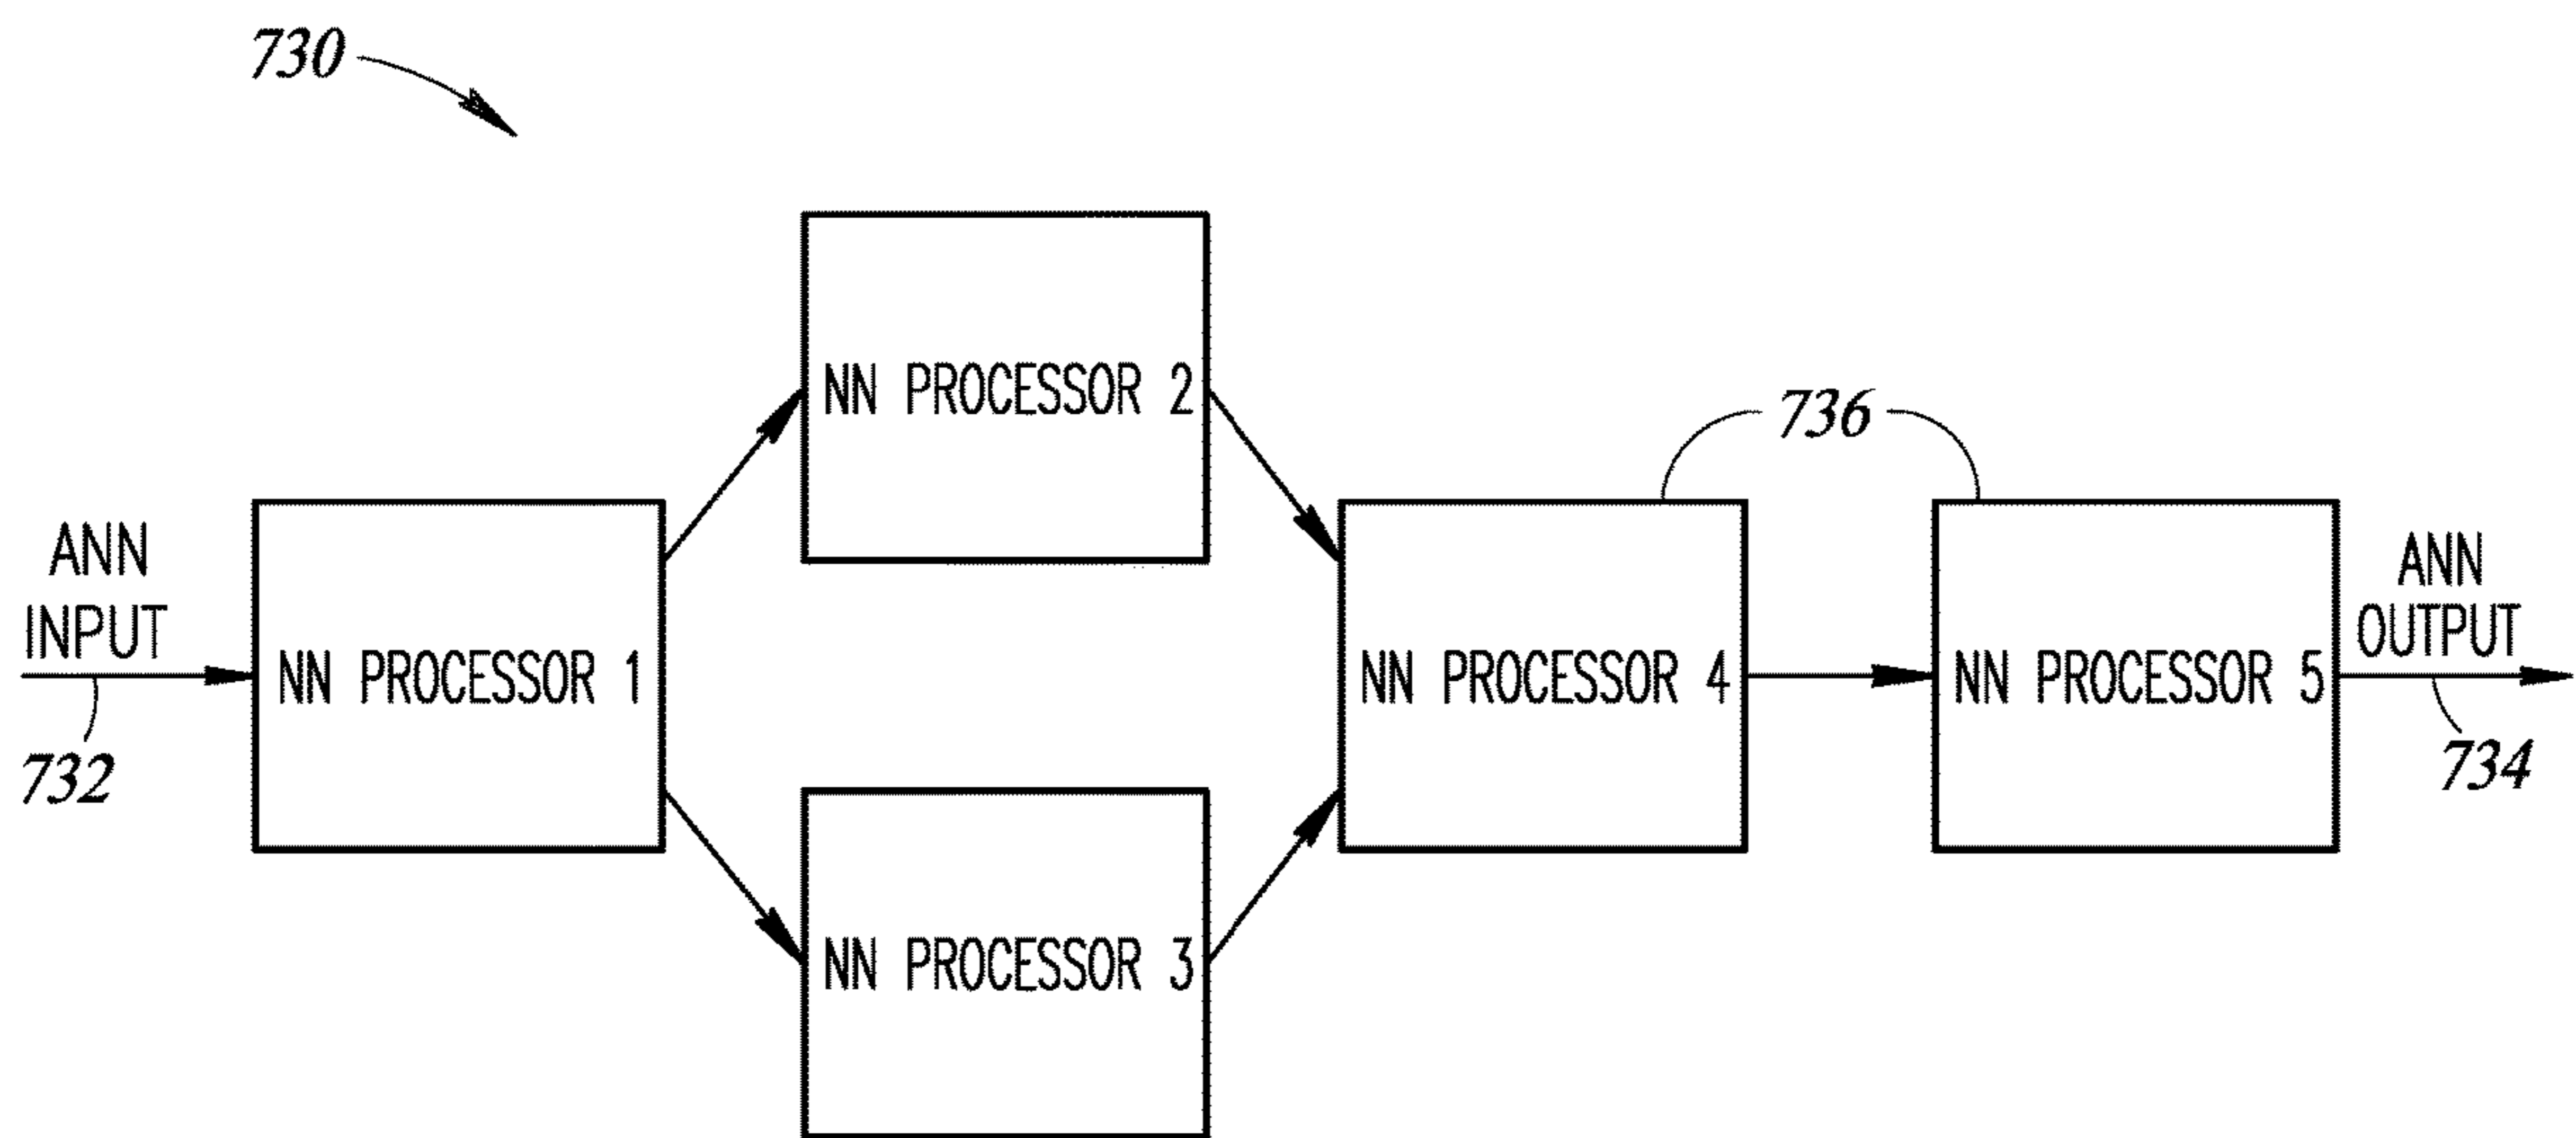 730
NN PROCESSOR 2
736
ANN
INPUT
ANN
OUTPUT
NN PROCESSOR 1
NN PROCESSOR 4
NN PROCESSOR 5
732
734
NN PROCESSOR 3